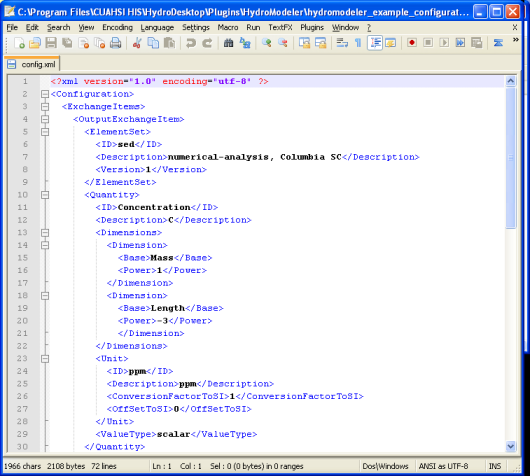 C:\Program Files\CUAHSI HIS\HydroDesktop\Plugins\HydroModeler\hydromodeler_example_configurat...
File Edit Search View Encoding Language Settings Macro Run TextFX Plugins Window ? X
config.xml
1 <?xml version="1.0" encoding="utf-8" ?>
2 <Configuration>
3 <ExchangeItems>
4 <OutputExchangeItem>
5 <ElementSet>
6 <ID>sed</ID>
7 <Description>numerical-analysis, Columbia SC</Description>
8 <Version>1</Version>
9 </ElementSet>
10 <Quantity>
11 <ID>Concentration</ID>
12 <Description>C</Description>
13 <Dimensions>
14 <Dimension>
15 <Base>Mass</Base>
16 <Power>1</Power>
17 </Dimension>
18 <Dimension>
19 <Base>Length</Base>
20 <Power>-3</Power>
21 </Dimension>
22 </Dimensions>
23 <Unit>
24 <ID>ppm</ID>
25 <Description>ppm</Description>
26 <ConversionFactorToSI>1</ConversionFactorToSI>
27 <OffSetToSI>0</OffSetToSI>
28 </Unit>
29 <ValueType>scalar</ValueType>
30 </Quantity>
1966 chars 2108 bytes 72 lines Ln : 1 Col : 1 Sel : 0 (0 bytes) in 0 ranges Dos\Windows ANSI as UTF-8 INS